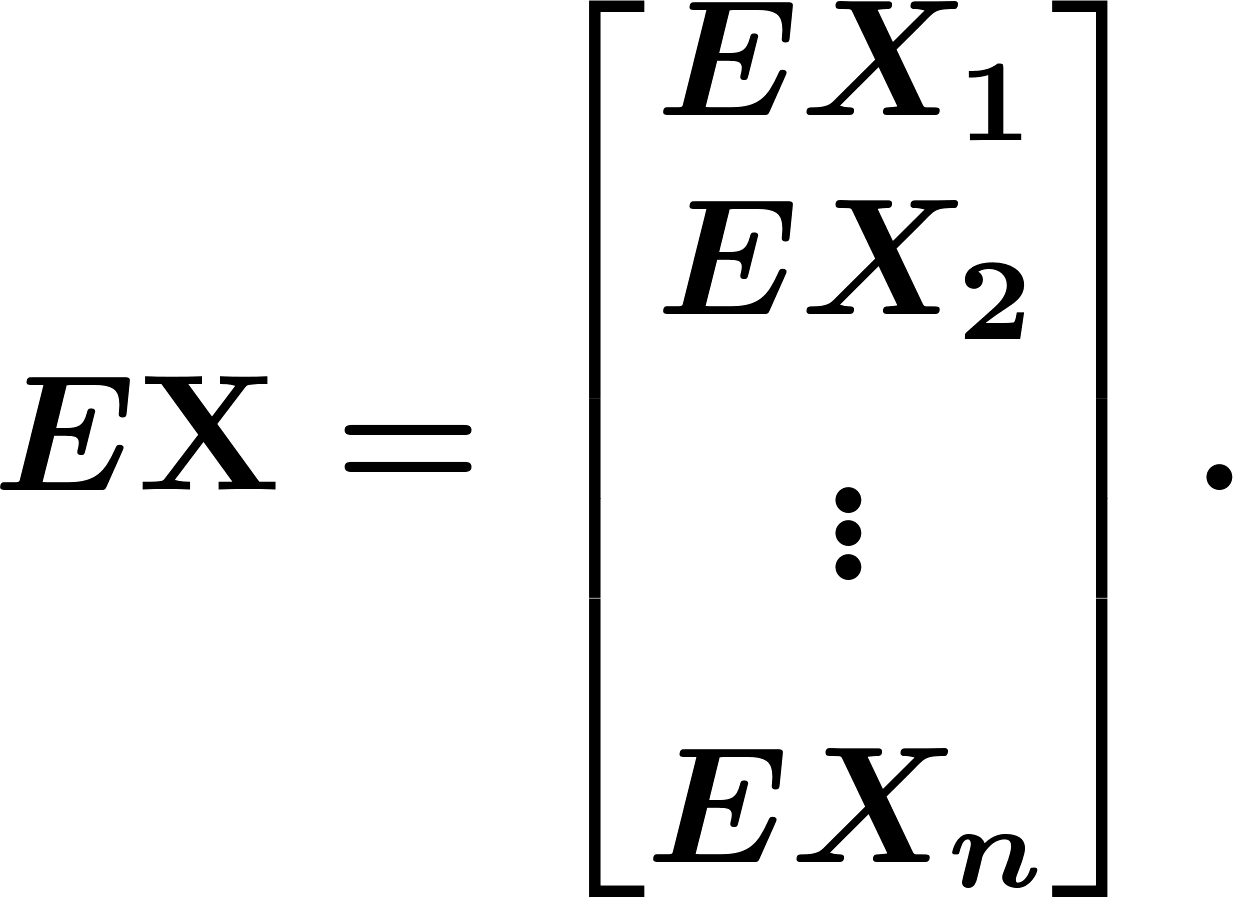 EX₁
EX₂
EX = [ ⋮ ] .
EXₙ